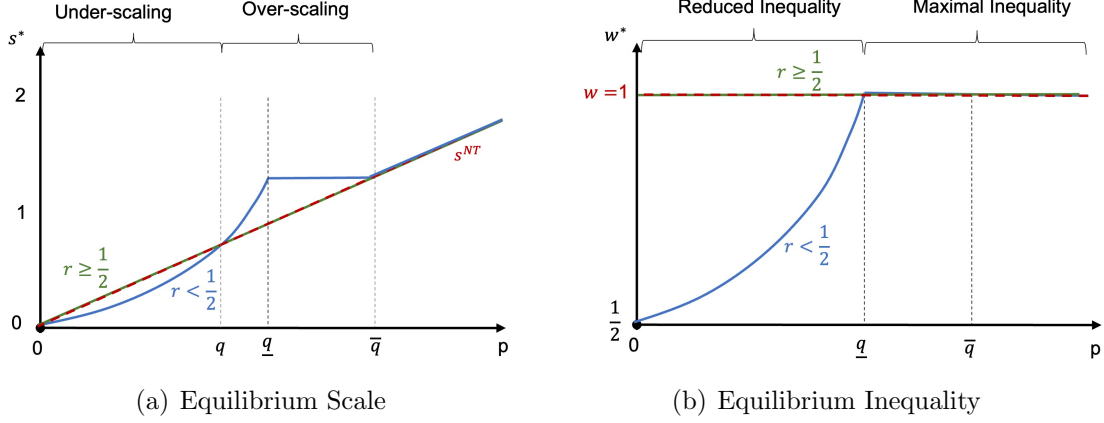 Under-scaling
Over-scaling
s*
2
1
0
r ≥ 1/2
r < 1/2
s^{NT}
0
q
q̲
q̅
p
(a) Equilibrium Scale
Reduced Inequality
Maximal Inequality
w*
w = 1
r ≥ 1/2
r < 1/2
1/2
0
q̲
q̅
p
(b) Equilibrium Inequality